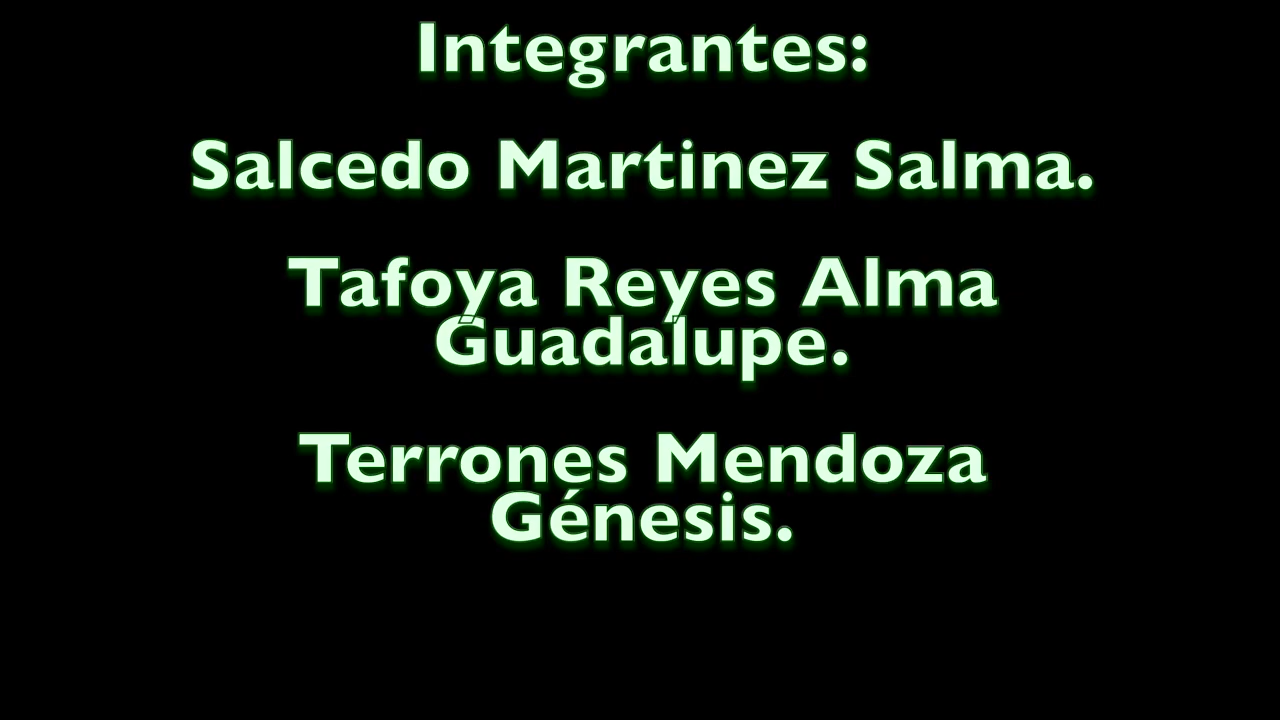 Integrantes:
Salcedo Martinez Salma.
Tafoya Reyes Alma
Guadalupe.
Terrones Mendoza
Génesis.